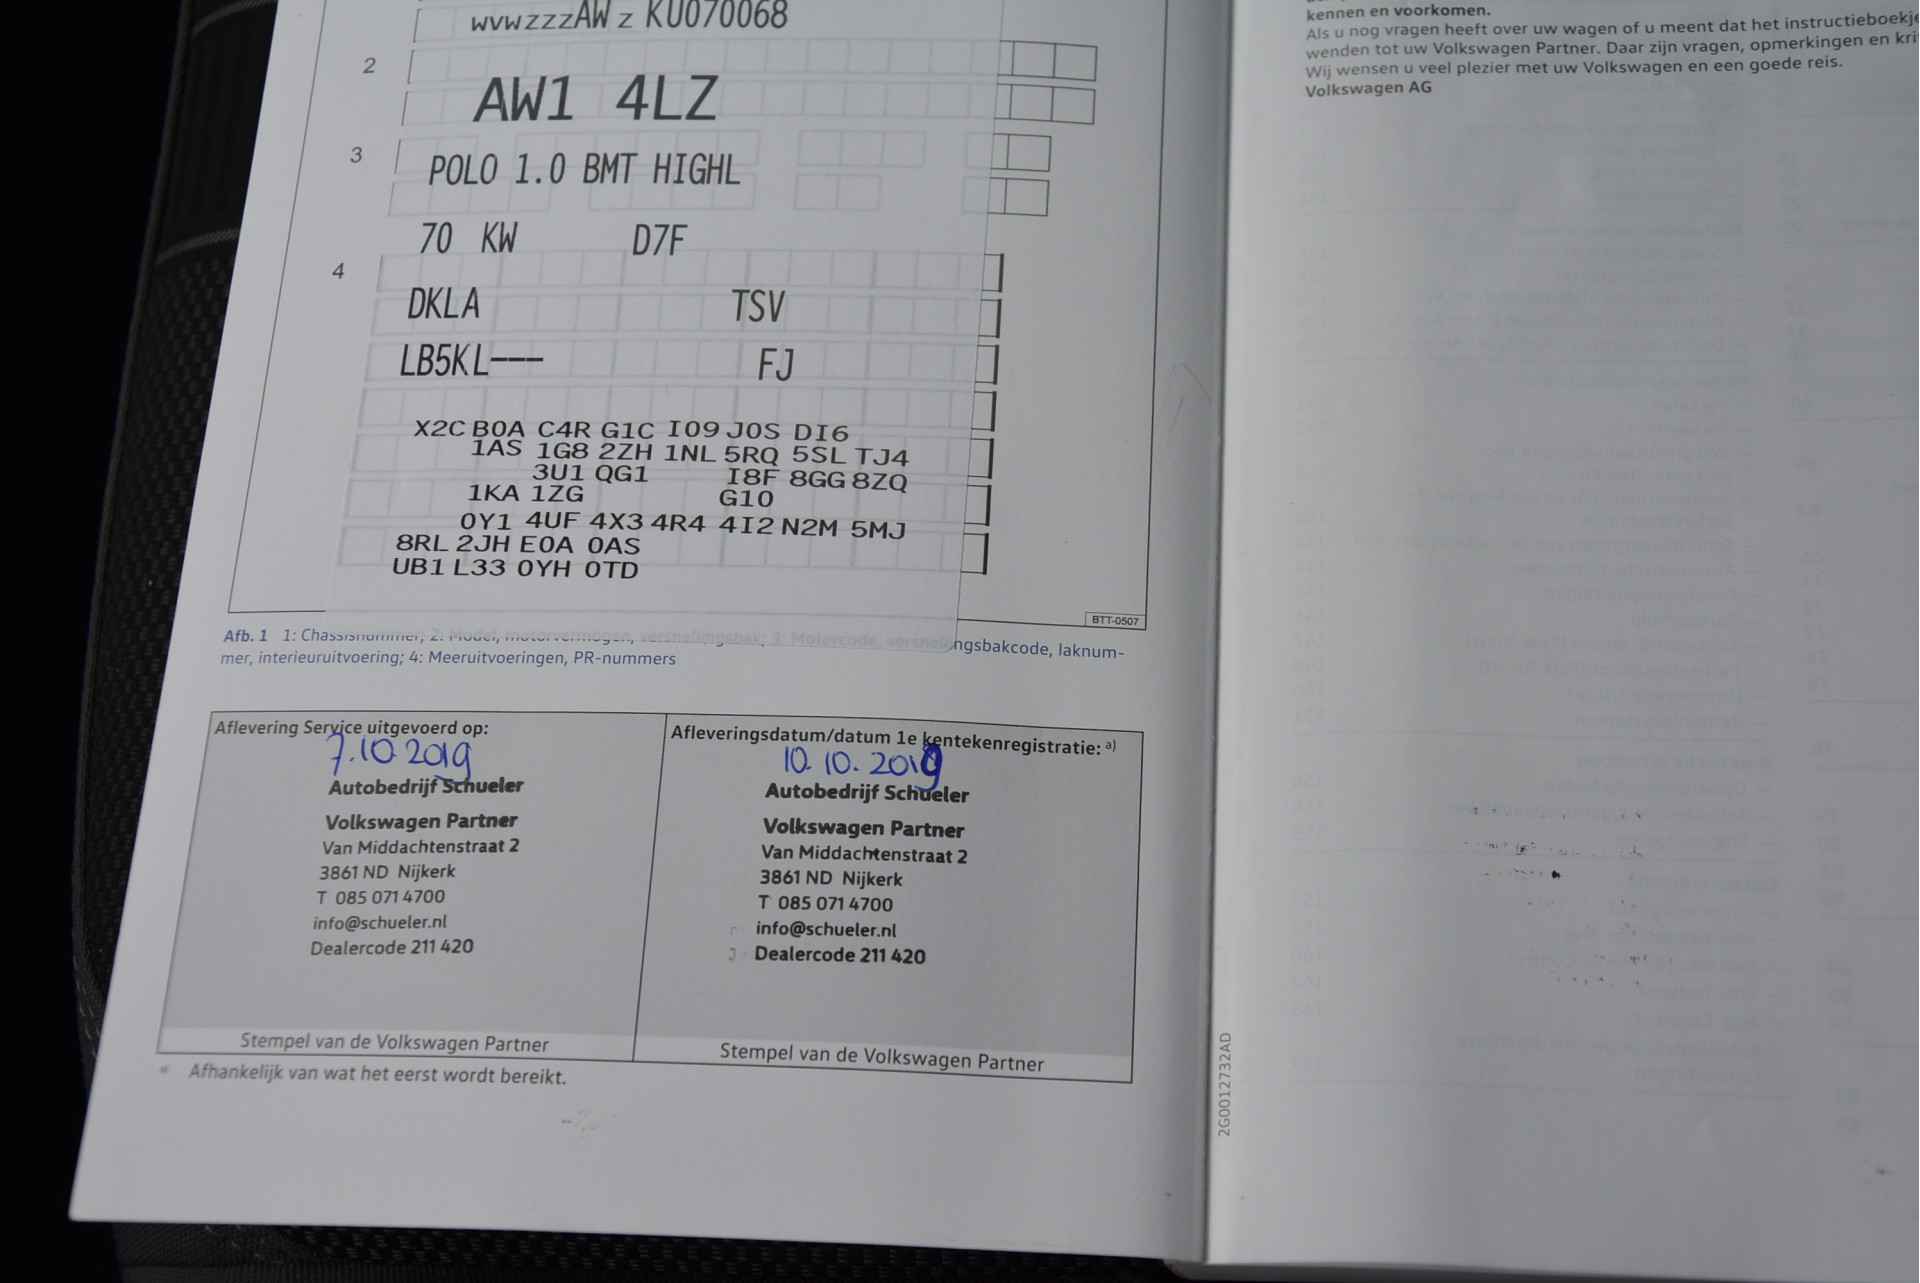 wvwzzzAW z KU070068
2
AW1 4LZ
3
POLO 1.0 BMT HIGHL
70 KW D7F
4
DKLA TSV
LB5KL--- FJ
X2C B0A C4R G1C I09 J0S DI6
1AS 1G8 2ZH 1NL 5RQ 5SL TJ4
3U1 QG1 I8F 8GG 8ZQ
1KA 1ZG G10
0Y1 4UF 4X3 4R4 4I2 N2M 5MJ
8RL 2JH E0A 0AS
UB1 L33 0YH 0TD
BTT-0507
Afb. 1 1: Chassisnummer; 2: Model, motorvermogen, versnellingsbak; 3: Motorcode, versnellingsbakcode, laknum-
mer, interieuruitvoering; 4: Meeruitvoeringen, PR-nummers
Aflevering Service uitgevoerd op:
7.10.2019
Autobedrijf Schueler
Volkswagen Partner
Van Middachtenstraat 2
3861 ND Nijkerk
T 085 071 4700
info@schueler.nl
Dealercode 211 420
Stempel van de Volkswagen Partner
Afleveringsdatum/datum 1e kentekenregistratie: a)
10.10.2019
Autobedrijf Schueler
Volkswagen Partner
Van Middachtenstraat 2
3861 ND Nijkerk
T 085 071 4700
info@schueler.nl
Dealercode 211 420
Stempel van de Volkswagen Partner
Afhankelijk van wat het eerst wordt bereikt.
kennen en voorkomen.
Als u nog vragen heeft over uw wagen of u meent dat het instructieboekje
wenden tot uw Volkswagen Partner. Daar zijn vragen, opmerkingen en kri
Wij wensen u veel plezier met uw Volkswagen en een goede reis.
Volkswagen AG
2G0012732AD